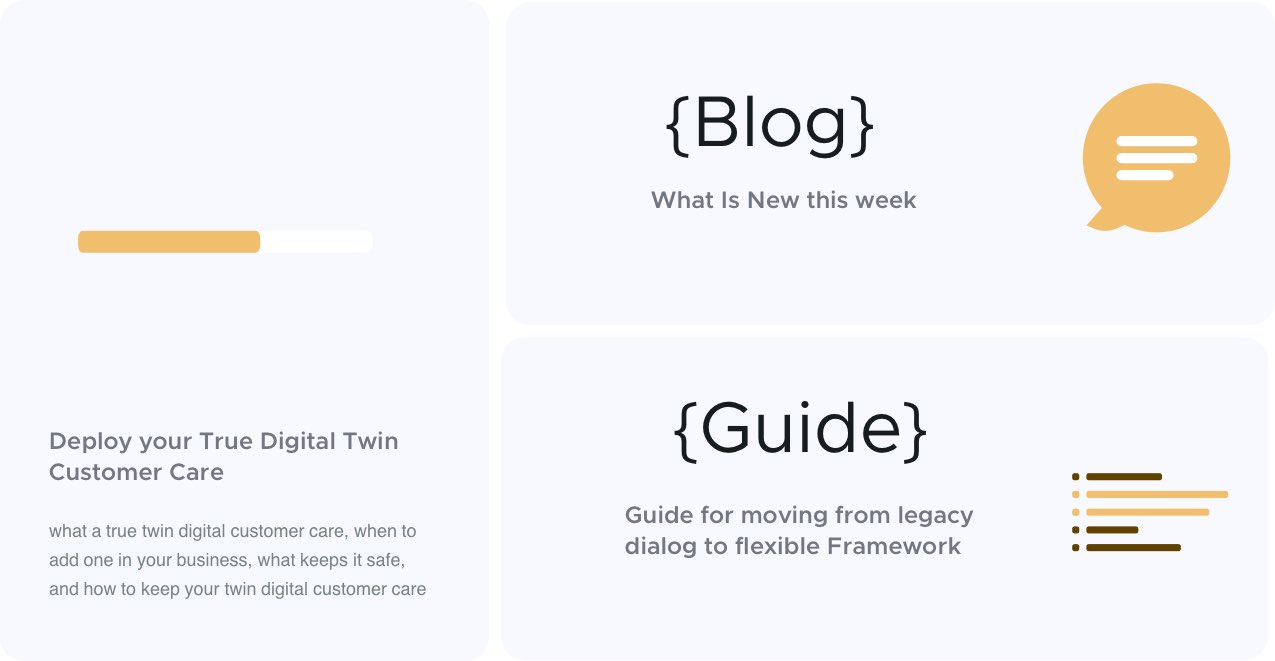 Deploy your True Digital Twin
Customer Care
what a true twin digital customer care, when to
add one in your business, what keeps it safe,
and how to keep your twin digital customer care
{Blog}
What Is New this week
{Guide}
Guide for moving from legacy
dialog to flexible Framework